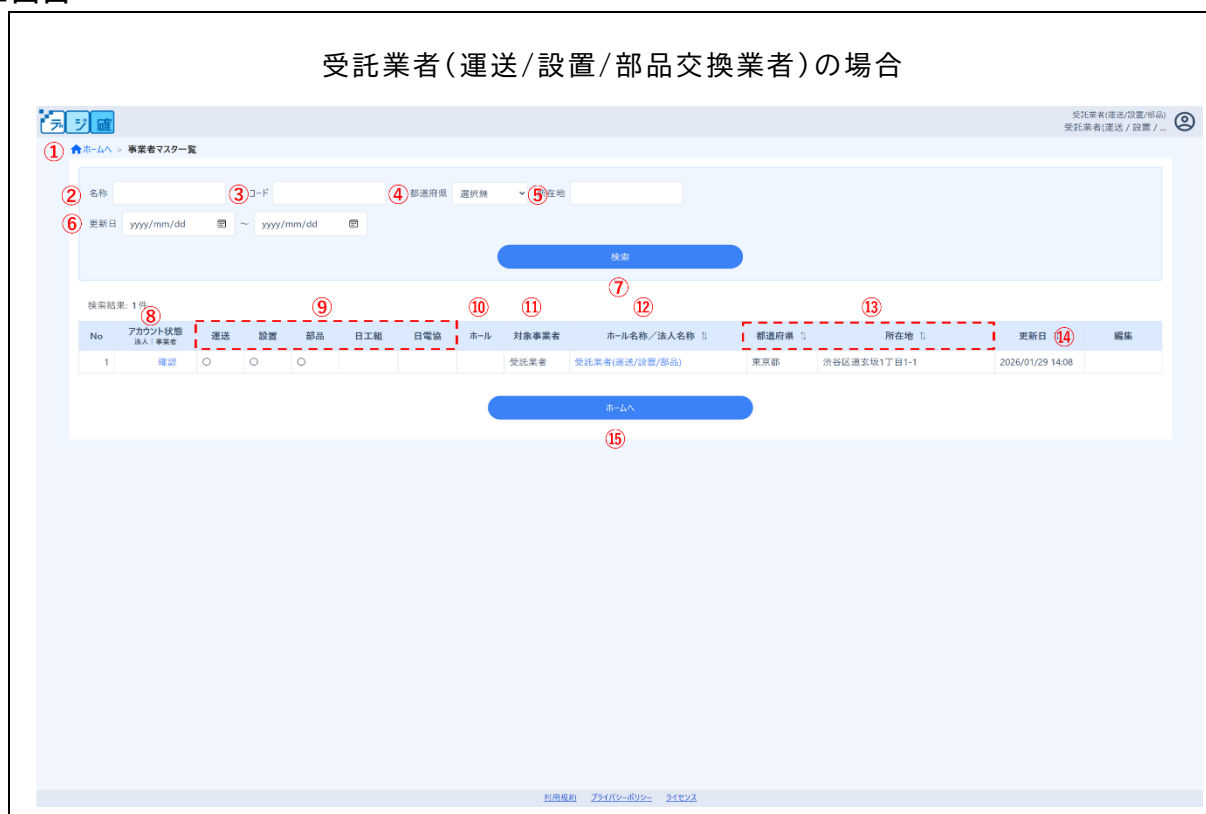 受託業者(運送/設置/部品交換業者)の場合
デジ確
受託業者(運送/設置/部品)
受託業者(運送 / 設置 / ...
① ホームへ > 事業者マスタ一覧
② 名称 ③ コード ④ 都道府県 選択無 ⑤ 所在地
⑥ 更新日 yyyy/mm/dd ~ yyyy/mm/dd
検索
⑦
検索結果: 1件
⑧ ⑨ ⑩ ⑪ ⑫ ⑬
No アカウント状態 運送 設置 部品 日工組 日電協 ホール 対象事業者 ホール名称/法人名称 ⇅ 都道府県 ⇅ 所在地 ⇅ 更新日 ⑭ 編集
法人 | 事業者
1 確認 ○ ○ ○ 受託業者 受託業者(運送/設置/部品) 東京都 渋谷区道玄坂1丁目1-1 2026/01/29 14:08
ホームへ
⑮
利用規約 プライバシーポリシー ライセンス